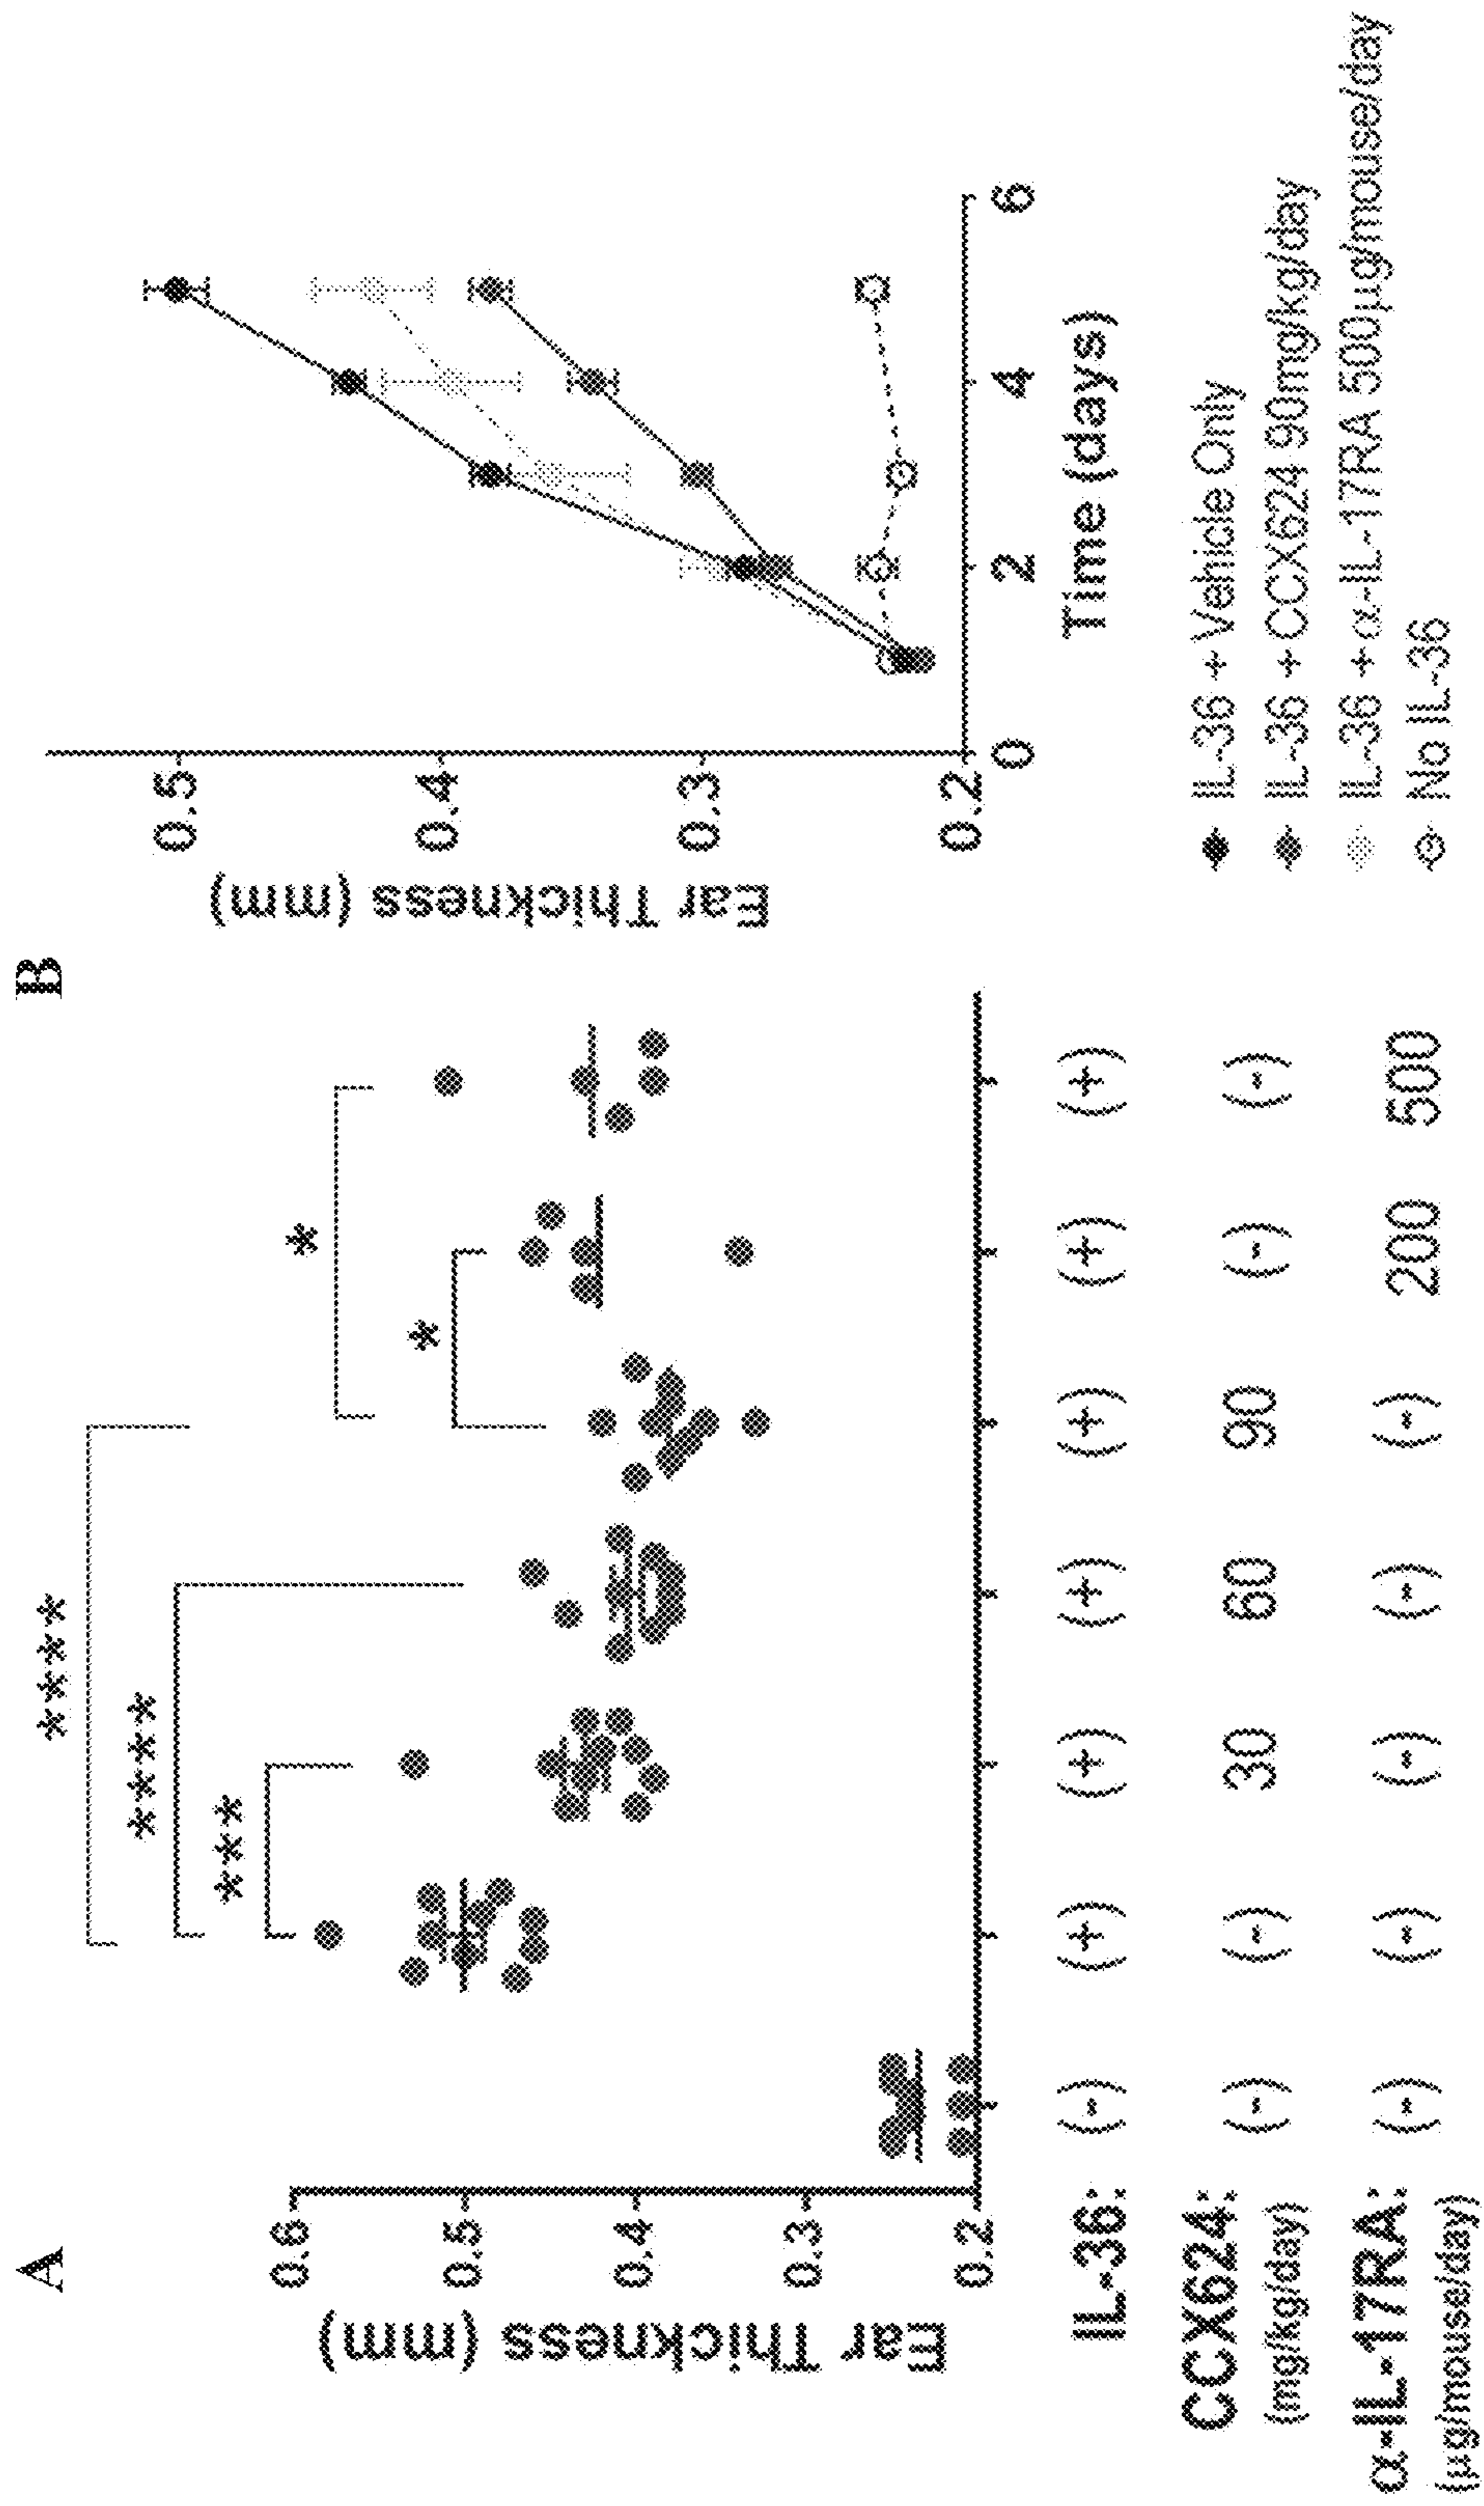 A
Ear Thickness (mm)
0.6
0.5
0.4
0.3
0.2
***
****
****
*
*
IL-36: (-) (+) (+) (+) (+) (+) (+)
CCX624: (-) (-) 30 60 90 (-) (-)
(mg/kg/day)
α-IL-17RA: (-) (-) (-) (-) (-) 200 500
(µg/mouse/day)
B
Ear Thickness (mm)
0.5
0.4
0.3
0.2
0 2 4 6
Time (days)
IL-36 + Vehicle Only
IL-36 + CCX624 90mg/kg/day
IL-36 + α-IL-17RA 500µg/mouse/day
No IL-36